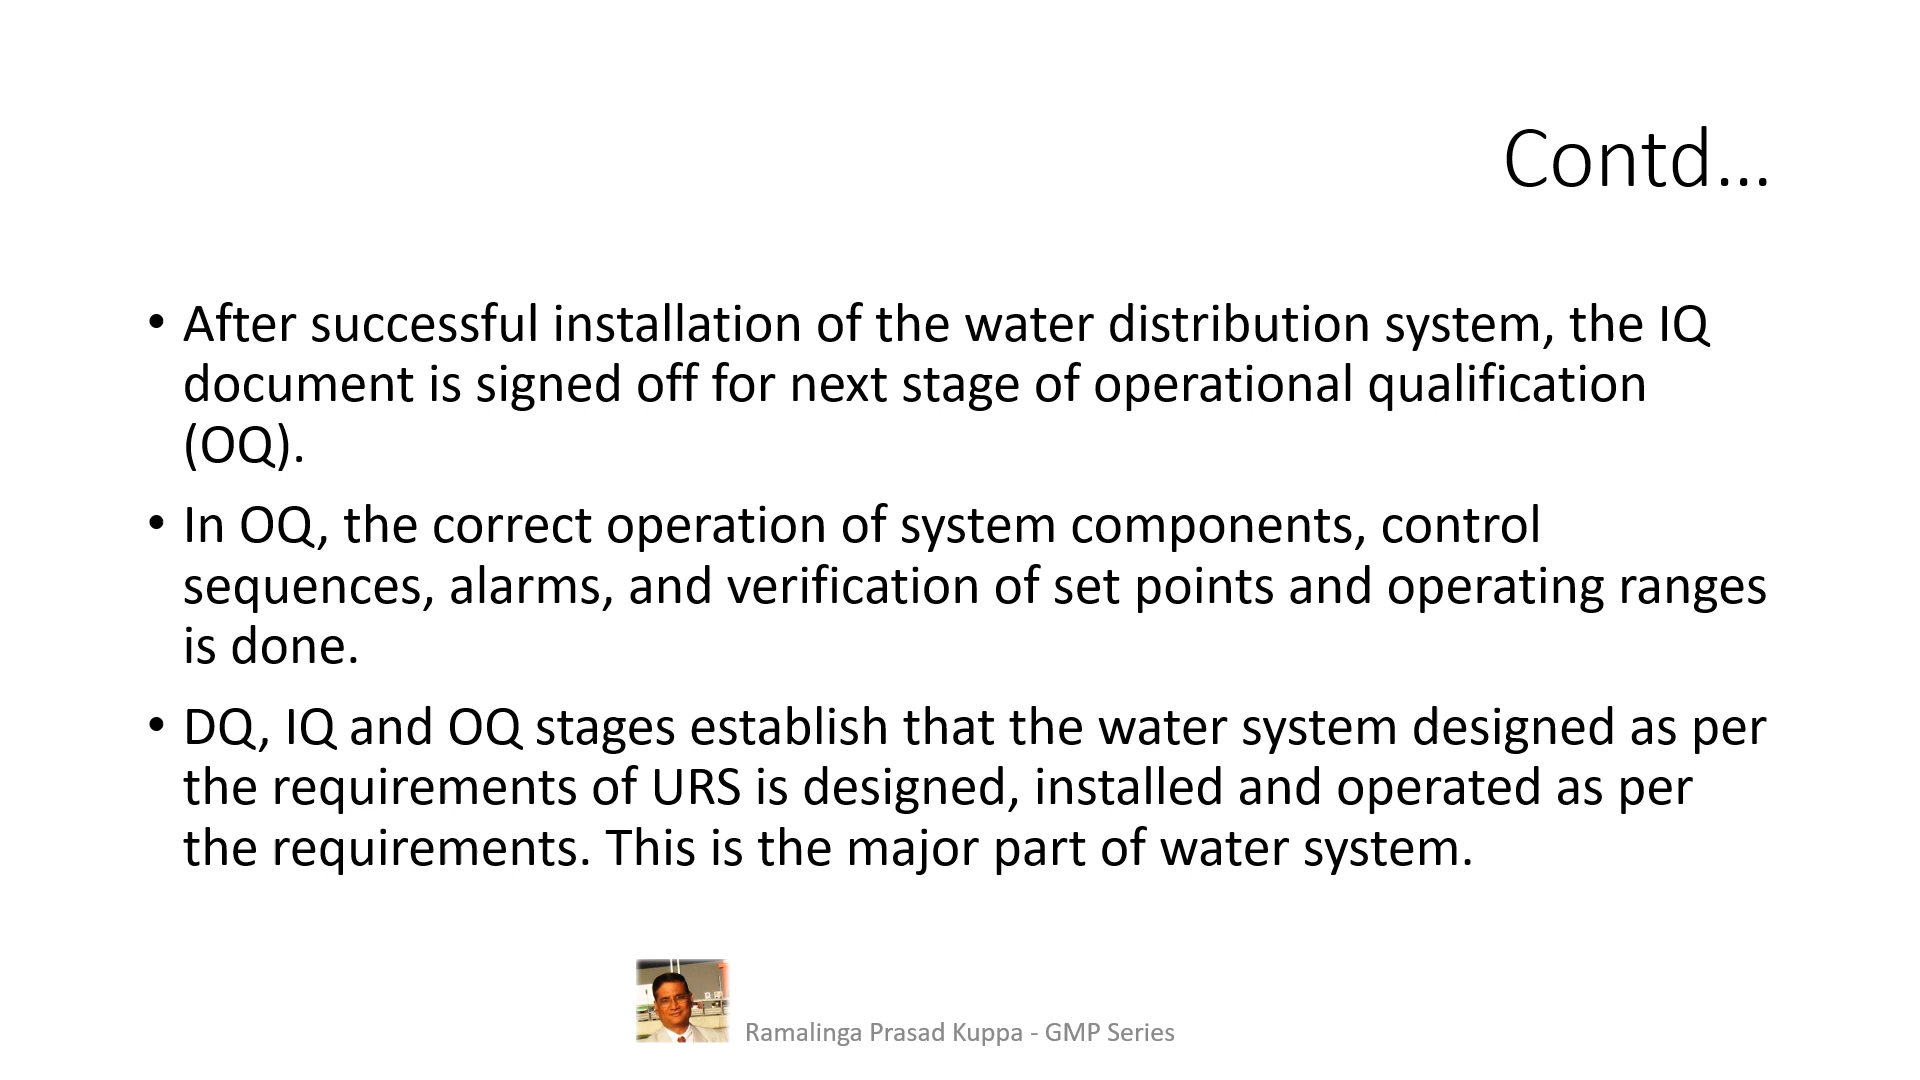 Contd…
• After successful installation of the water distribution system, the IQ
document is signed off for next stage of operational qualification
(OQ).
• In OQ, the correct operation of system components, control
sequences, alarms, and verification of set points and operating ranges
is done.
• DQ, IQ and OQ stages establish that the water system designed as per
the requirements of URS is designed, installed and operated as per
the requirements. This is the major part of water system.
Ramalinga Prasad Kuppa - GMP Series